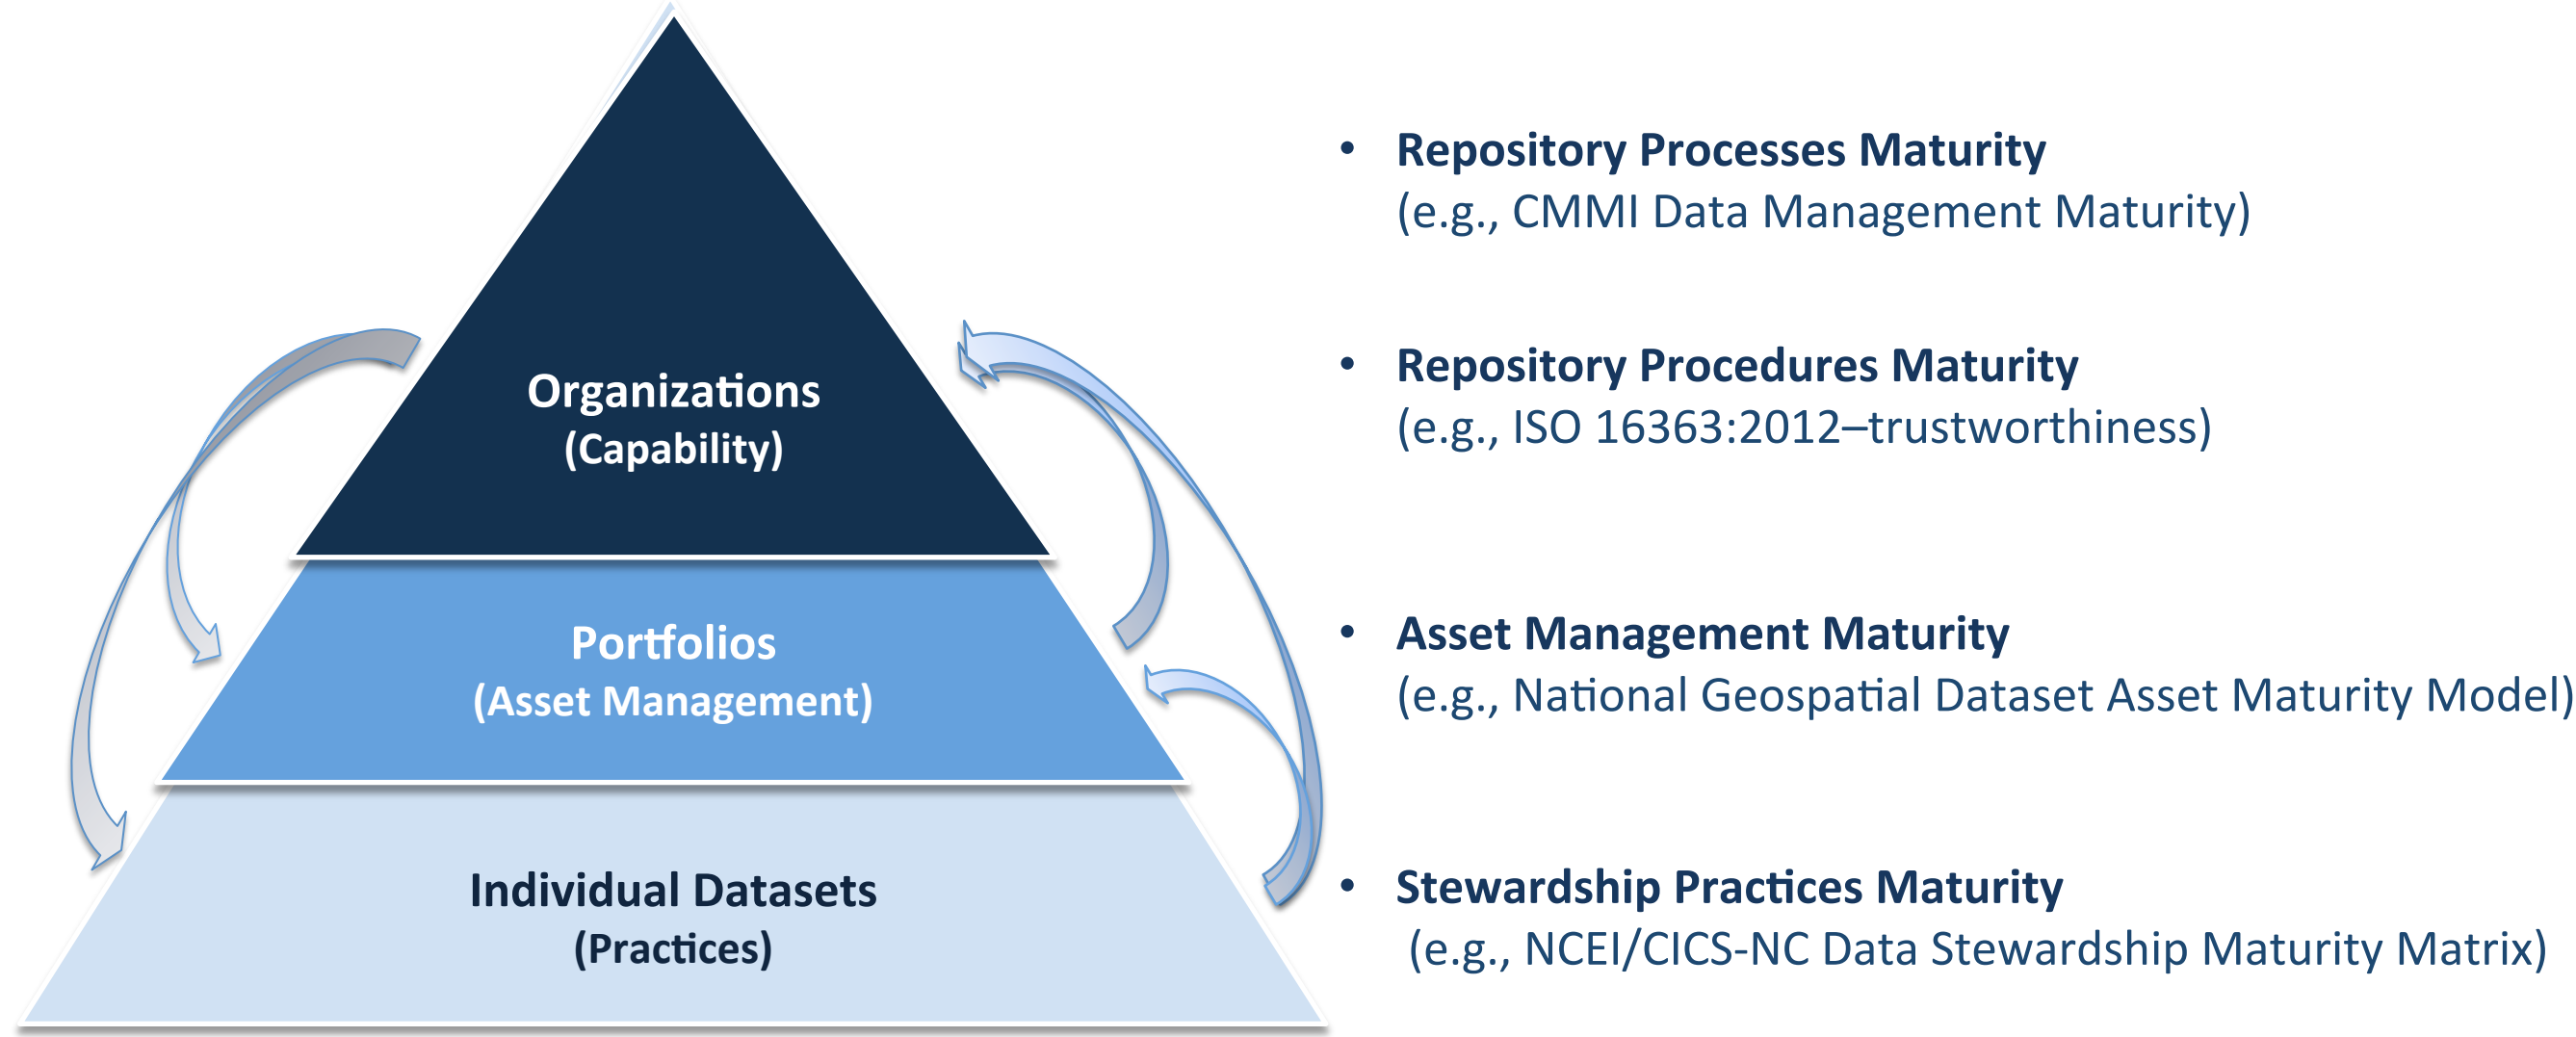 Organizations
(Capability)
Portfolios
(Asset Management)
Individual Datasets
(Practices)
• Repository Processes Maturity
(e.g., CMMI Data Management Maturity)
• Repository Procedures Maturity
(e.g., ISO 16363:2012–trustworthiness)
• Asset Management Maturity
(e.g., National Geospatial Dataset Asset Maturity Model)
• Stewardship Practices Maturity
(e.g., NCEI/CICS-NC Data Stewardship Maturity Matrix)